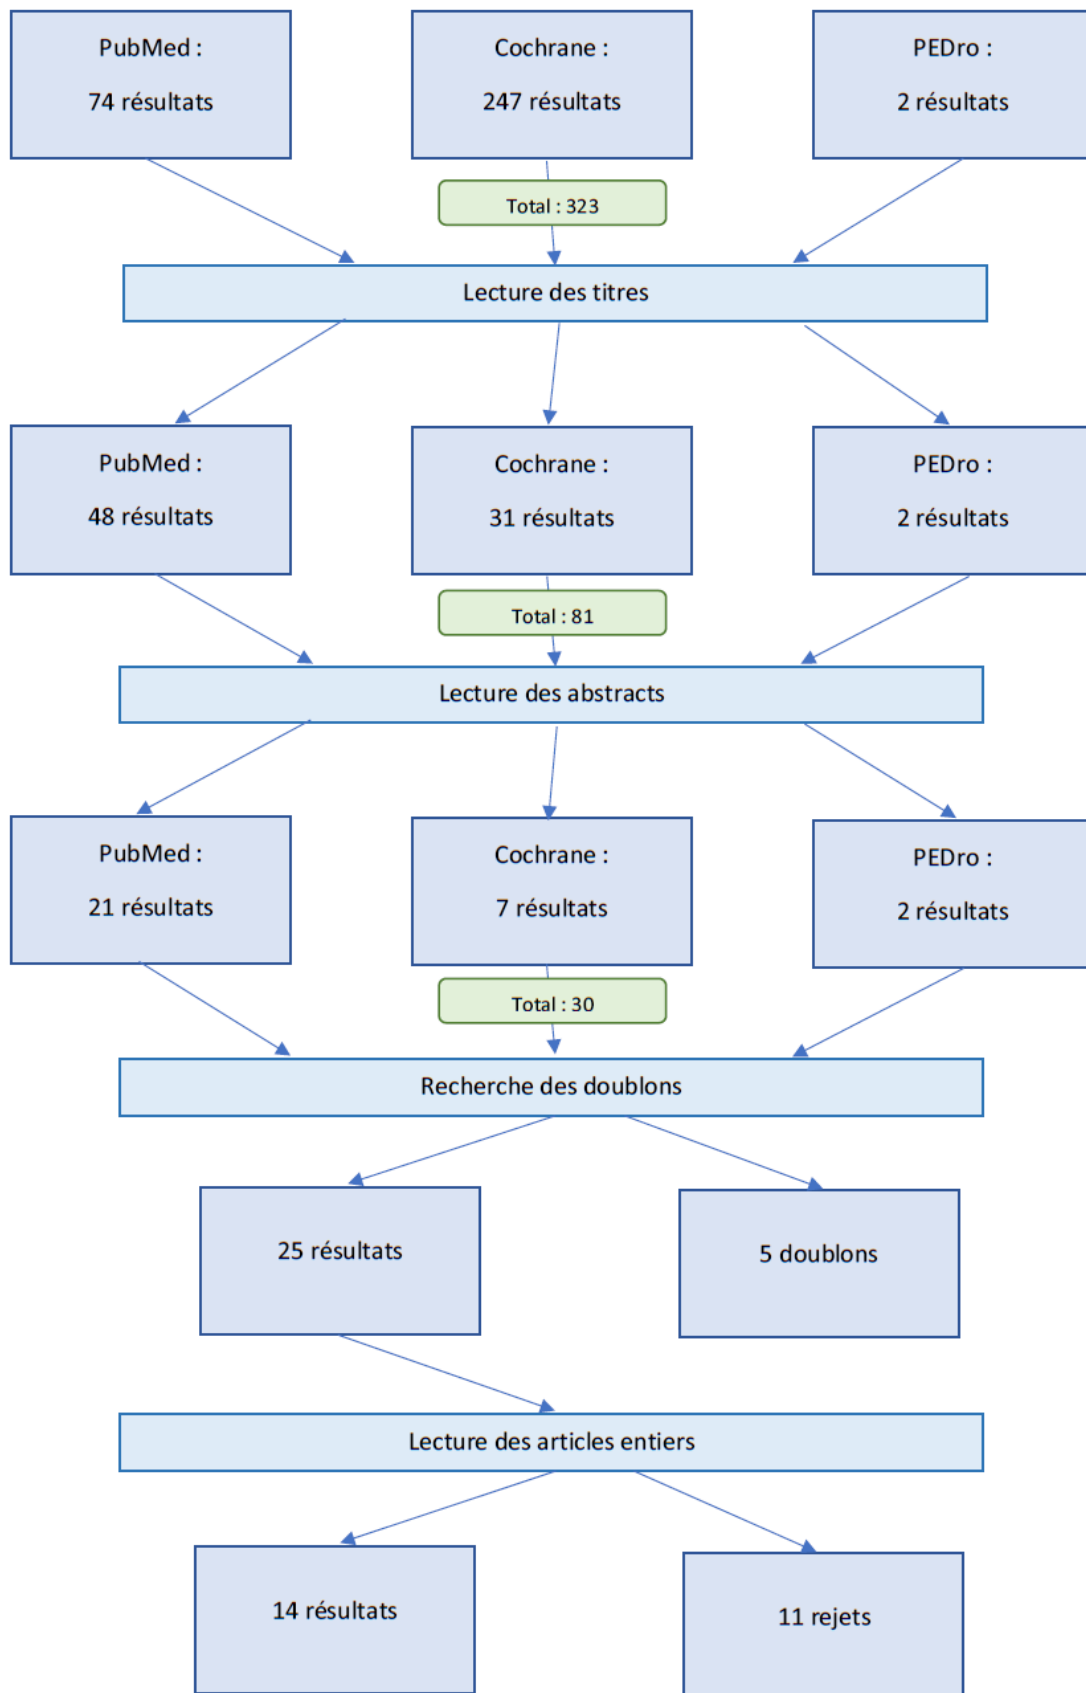 PubMed :
74 résultats
Cochrane :
247 résultats
PEDro :
2 résultats
Total : 323
Lecture des titres
PubMed :
48 résultats
Cochrane :
31 résultats
PEDro :
2 résultats
Total : 81
Lecture des abstracts
PubMed :
21 résultats
Cochrane :
7 résultats
PEDro :
2 résultats
Total : 30
Recherche des doublons
25 résultats
5 doublons
Lecture des articles entiers
14 résultats
11 rejets